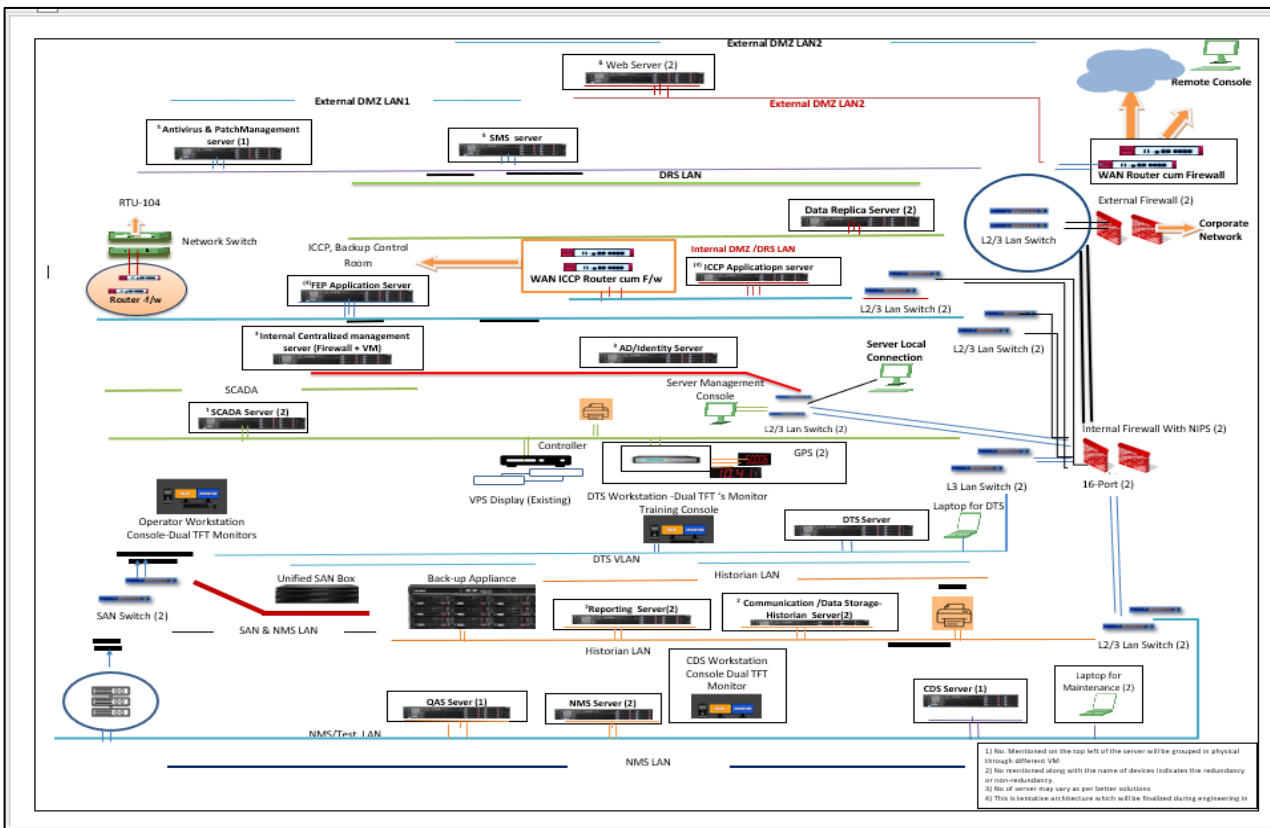 External DMZ LAN2
⁶ Web Server (2)
Remote Console
External DMZ LAN1
External DMZ LAN2
⁵ Antivirus & PatchManagement
server (1)
⁵ SMS server
WAN Router cum Firewall
DRS LAN
RTU-104
External Firewall (2)
Data Replica Server (2)
Corporate
Network
Network Switch
L2/3 Lan Switch
ICCP, Backup Control
Room
Internal DMZ /DRS LAN
WAN ICCP Router cum F/w
⁽⁴⁾ ICCP Applicatiopn server
⁽⁴⁾FEP Application Server
Router -f/w
L2/3 Lan Switch (2)
³ Internal Centralized management
server (Firewall + VM)
³ AD/Identity Server
L2/3 Lan Switch (2)
Server Local
Connection
SCADA
Server Management
Console
¹ SCADA Server (2)
L2/3 Lan Switch (2)
Internal Firewall With NIPS (2)
Controller
GPS (2)
VPS Display (Existing)
DTS Workstation -Dual TFT 's Monitor
Training Console
L3 Lan Switch (2)
16-Port (2)
Operator Workstation
Console-Dual TFT Monitors
DTS Server
Laptop for DTS
DTS VLAN
Historian LAN
Unified SAN Box
Back-up Appliance
SAN Switch (2)
²Reporting Server(2)
² Communication /Data Storage-
Historian Server(2)
SAN & NMS LAN
Historian LAN
L2/3 Lan Switch (2)
CDS Workstation
Console Dual TFT
Monitor
QAS Sever (1)
NMS Server (2)
CDS Server (1)
Laptop for
Maintenance (2)
NMS/Test LAN
NMS LAN
1) No. Mentioned on the top left of the server will be grouped in physical
through different VM
2) No mentioned along with the name of devices indicates the redundancy
or non-redundancy.
3) No of server may vary as per better solutions
4) This is tentative architecture which will be finalized during engineering in